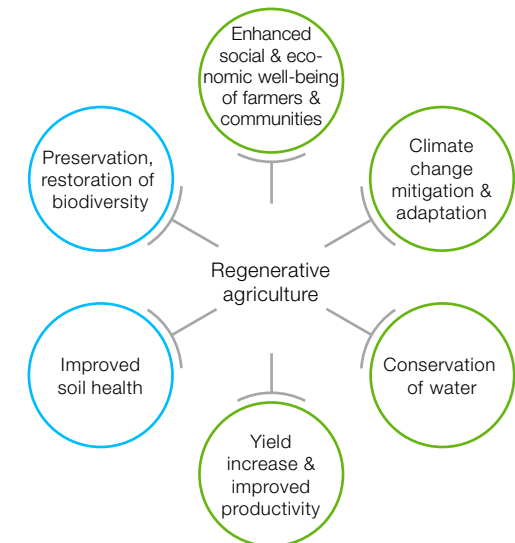 Enhanced
social & eco-
nomic well-being
of farmers &
communities
Preservation,
restoration of
biodiversity
Climate
change
mitigation &
adaptation
Regenerative
agriculture
Improved
soil health
Conservation
of water
Yield
increase &
improved
productivity